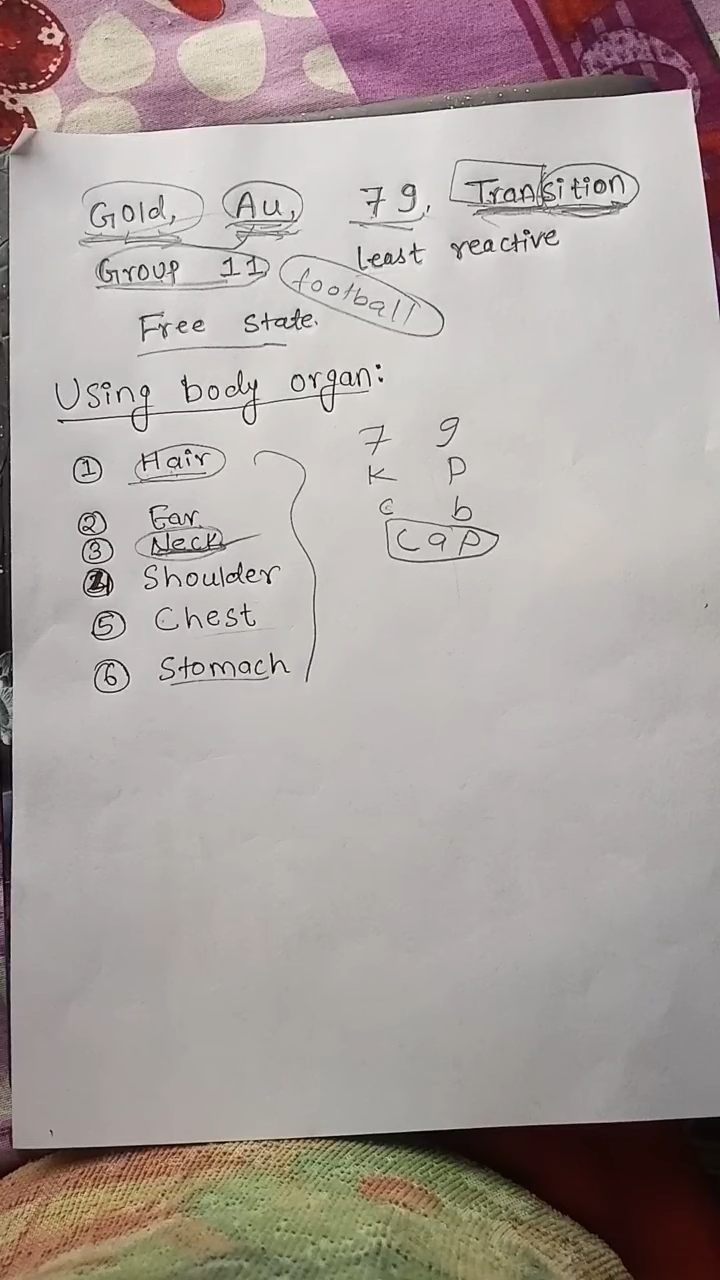 Gold, Au, 79, Transition
Group 11 least reactive
football
Free state.
Using body organ:
① Hair
② Ear
③ Neck
④ Shoulder
⑤ Chest
⑥ Stomach
7 9
K P
c b
cap